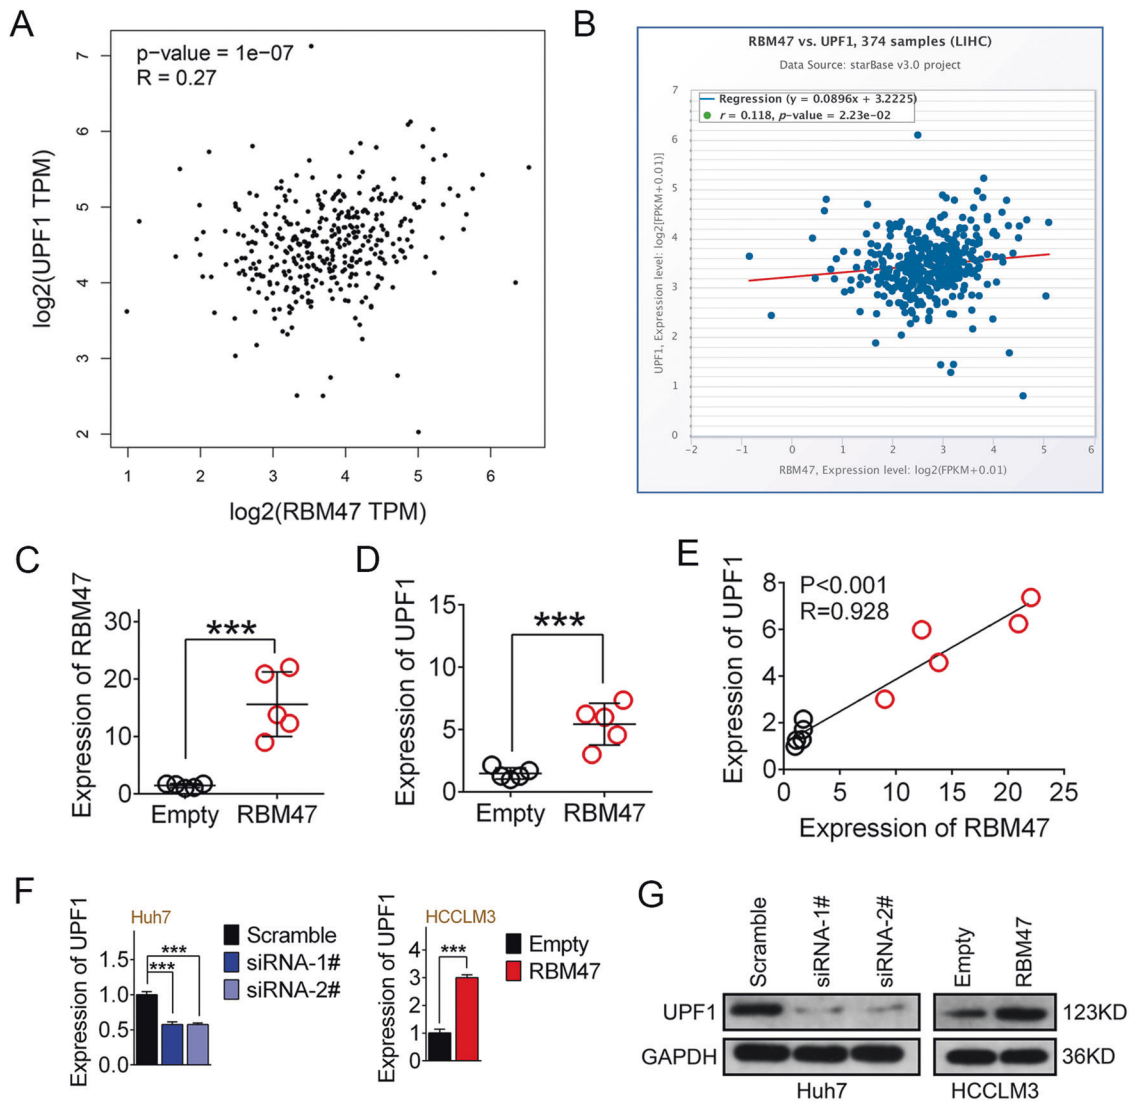 A
p-value = 1e−07
R = 0.27
log2(UPF1 TPM)
7
6
5
4
3
2
1 2 3 4 5 6
log2(RBM47 TPM)
B
RBM47 vs. UPF1, 374 samples (LIHC)
Data Source: starBase v3.0 project
Regression (y = 0.0896x + 3.2225)
r = 0.118, p-value = 2.23e-02
UPF1, Expression level: log2[FPKM+0.01)]
7
6
5
4
3
2
1
0
-2 -1 0 1 2 3 4 5 6
RBM47, Expression level: log2(FPKM+0.01)
C
Expression of RBM47
30
20
10
0
***
Empty RBM47
D
Expression of UPF1
15
10
5
0
***
Empty RBM47
E
Expression of UPF1
8
6
4
2
0
P<0.001
R=0.928
0 5 10 15 20 25
Expression of RBM47
F
Expression of UPF1
Huh7
1.5
1.0
0.5
0.0
***
***
Scramble
siRNA-1#
siRNA-2#
Expression of UPF1
HCCLM3
4
3
2
1
0
***
Empty
RBM47
G
Scramble
siRNA-1#
siRNA-2#
Empty
RBM47
UPF1
123KD
GAPDH
36KD
Huh7
HCCLM3